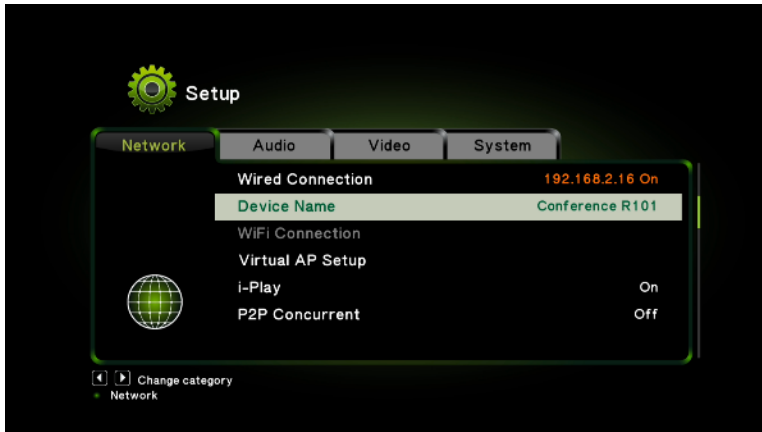 Setup
Network Audio Video System
Wired Connection 192.168.2.16 On
Device Name Conference R101
WiFi Connection
Virtual AP Setup
i-Play On
P2P Concurrent Off
Change category
Network